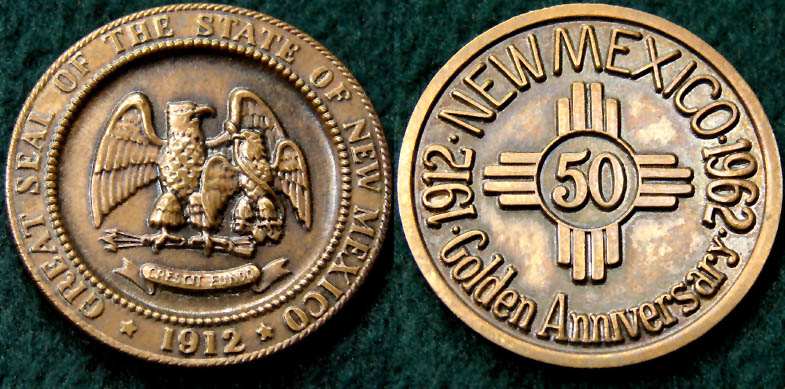 GREAT SEAL OF THE STATE OF NEW MEXICO
CRESCIT EUNDO
★ 1912 ★
NEW MEXICO
1912 · 1962
50
Golden Anniversary